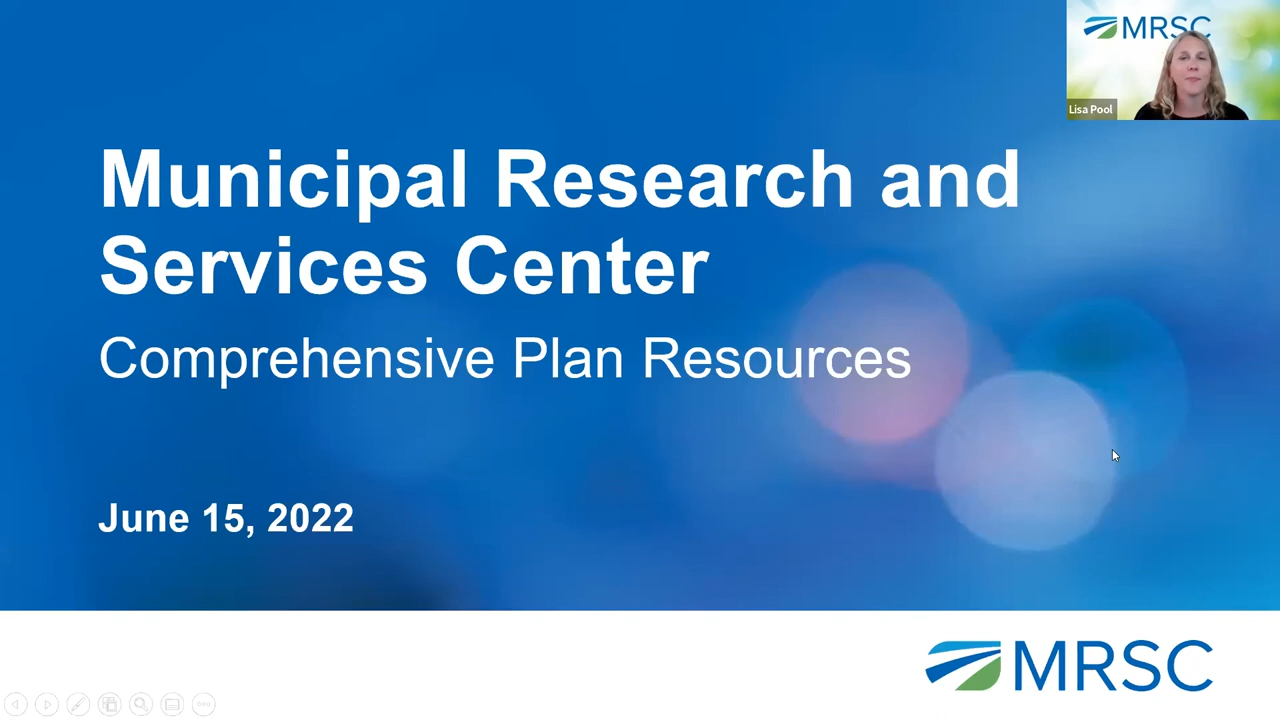 MRSC
Lisa Pool
Municipal Research and
Services Center
Comprehensive Plan Resources
June 15, 2022
MRSC